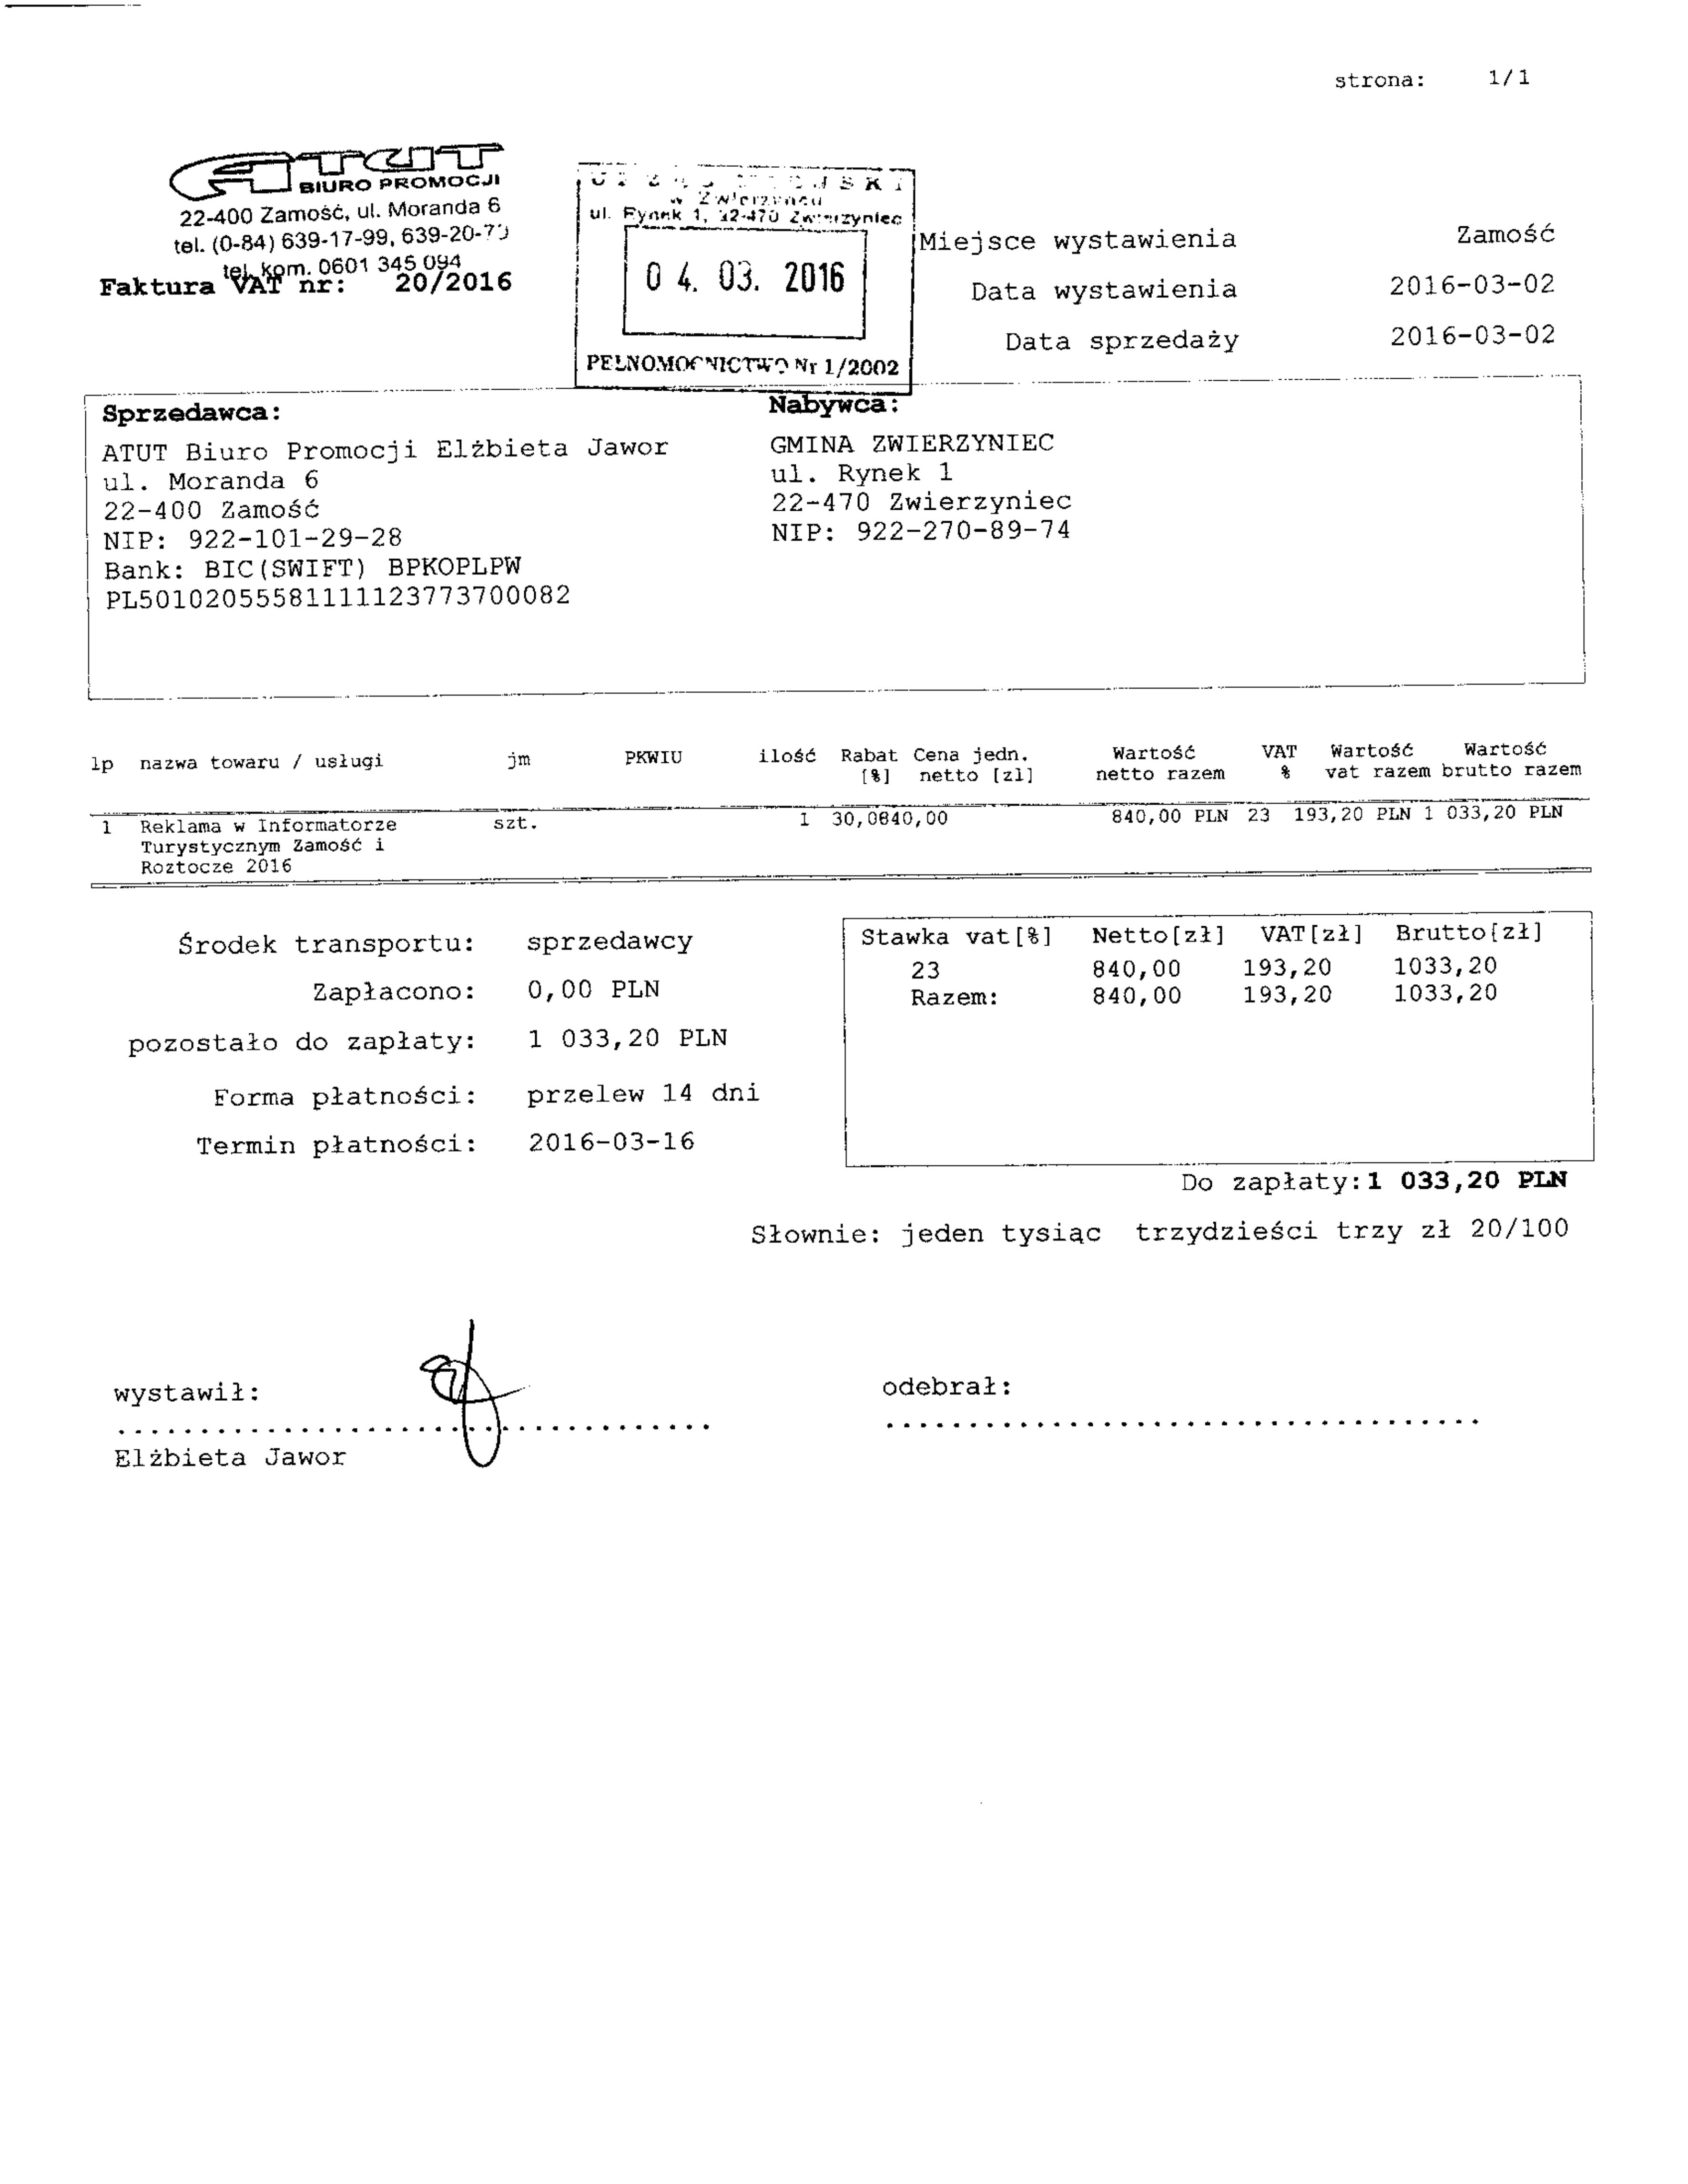 strona: 1/1
ATUT
BIURO PROMOCJI
22-400 Zamość, ul. Moranda 6
tel. (0-84) 639-17-99, 639-20-
tel. kom. 0601 345 094
Faktura VAT nr: 20/2016
w Zwierzyńcu
ul. Rynek 1, 22-470 Zwierzyniec
04. 03. 2016
PEŁNOMOCNICTWO Nr 1/2002
Miejsce wystawienia Zamość
Data wystawienia 2016-03-02
Data sprzedaży 2016-03-02
Sprzedawca:
ATUT Biuro Promocji Elżbieta Jawor
ul. Moranda 6
22-400 Zamość
NIP: 922-101-29-28
Bank: BIC(SWIFT) BPKOPLPW
PL50102055581111123773700082
Nabywca:
GMINA ZWIERZYNIEC
ul. Rynek 1
22-470 Zwierzyniec
NIP: 922-270-89-74
lp nazwa towaru / usługi jm PKWIU ilość Rabat Cena jedn. Wartość VAT Wartość Wartość
[%] netto [zl] netto razem % vat razem brutto razem
1 Reklama w Informatorze szt. 1 30,0840,00 840,00 PLN 23 193,20 PLN 1 033,20 PLN
Turystycznym Zamość i
Roztocze 2016
Środek transportu: sprzedawcy
Zapłacono: 0,00 PLN
pozostało do zapłaty: 1 033,20 PLN
Forma płatności: przelew 14 dni
Termin płatności: 2016-03-16
Stawka vat[%] Netto[zł] VAT[zł] Brutto[zł]
23 840,00 193,20 1033,20
Razem: 840,00 193,20 1033,20
Do zapłaty:1 033,20 PLN
Słownie: jeden tysiąc trzydzieści trzy zł 20/100
wystawił:
Elżbieta Jawor
odebrał: